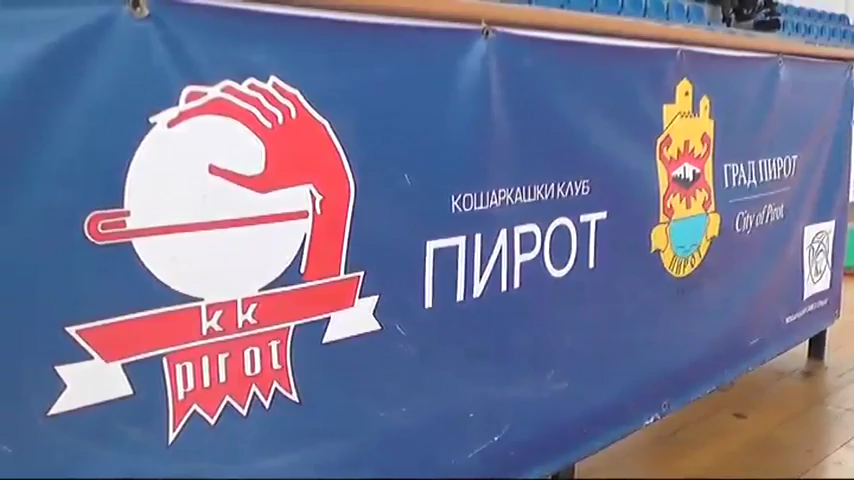 kk
pirot
КОШАРКАШКИ КЛУБ
ПИРОТ
ПИРОТ
ГРАД ПИРОТ
City of Pirot